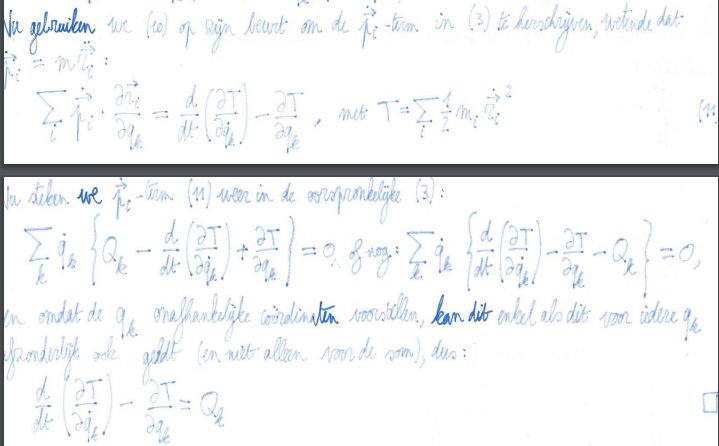 Nu gebruiken we (10) op zijn beurt om de $\dot{\vec{p}}_i$-term in (3) te herschrijven, wetende dat
$\vec{p}_i = m\dot{\vec{r}}_i$ :
$\sum_i \dot{\vec{p}}_i \cdot \frac{\partial \vec{r}_i}{\partial q_k} = \frac{d}{dt}\left(\frac{\partial T}{\partial \dot{q}_k}\right) - \frac{\partial T}{\partial q_k}$ , met $T = \sum_i \frac{1}{2} m_i \dot{\vec{r}}_i^{\,2}$ (11
Nu steken we $\dot{\vec{p}}_i$-term (11) weer in de oorspronkelijke (3) :
$\sum_k \dot{q}_k \left\{ Q_k - \frac{d}{dt}\left(\frac{\partial T}{\partial \dot{q}_k}\right) + \frac{\partial T}{\partial q_k} \right\} = 0$, of nog: $\sum_k \dot{q}_k \left\{ \frac{d}{dt}\left(\frac{\partial T}{\partial \dot{q}_k}\right) - \frac{\partial T}{\partial q_k} - Q_k \right\} = 0,$
en omdat de $q_k$ onafhankelijke coördinaten voorstellen, kan dit enkel als dit voor iedere $q_k$
afzonderlijk ook geldt (en niet alleen voor de som), dus:
$\frac{d}{dt}\left(\frac{\partial T}{\partial \dot{q}_k}\right) - \frac{\partial T}{\partial q_k} = Q_k$ □